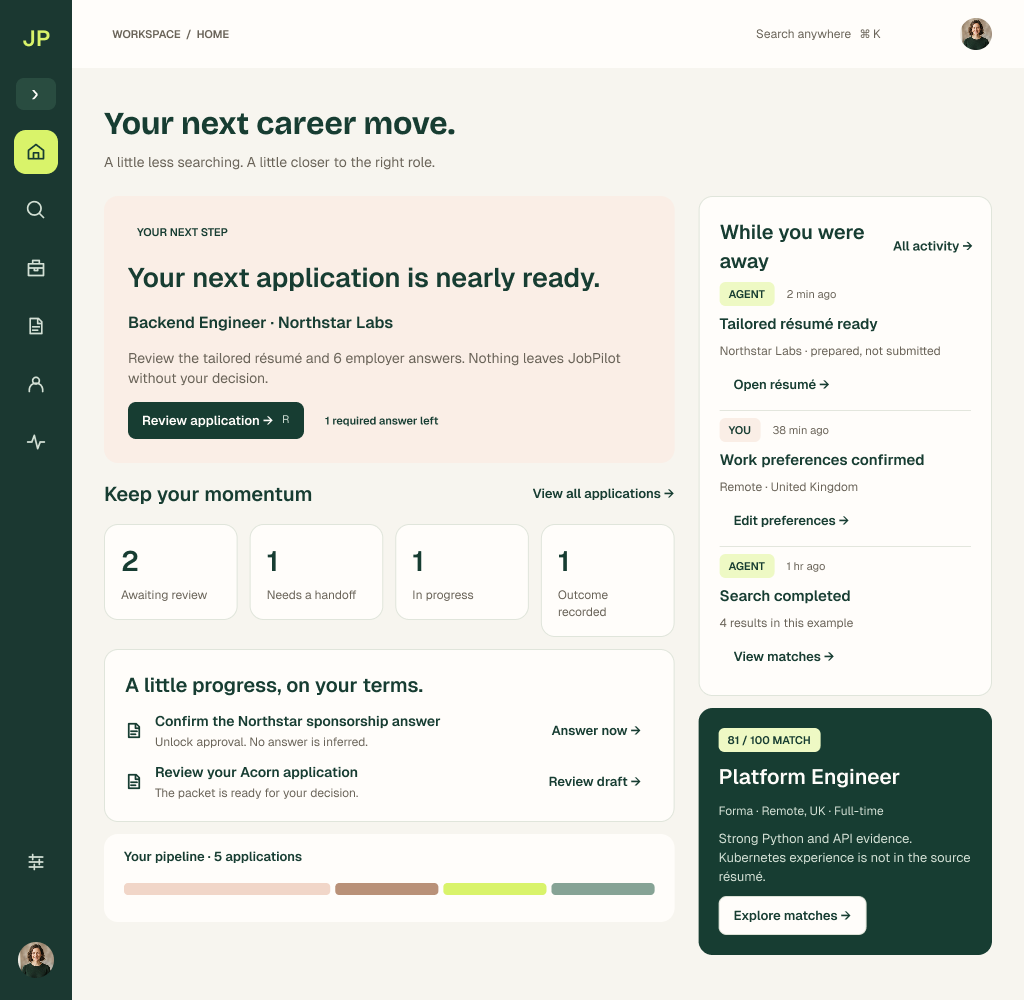 JP
WORKSPACE / HOME
Search anywhere ⌘ K
Your next career move.
A little less searching. A little closer to the right role.
YOUR NEXT STEP
Your next application is nearly ready.
Backend Engineer · Northstar Labs
Review the tailored résumé and 6 employer answers. Nothing leaves JobPilot
without your decision.
Review application → R
1 required answer left
Keep your momentum
View all applications →
2
Awaiting review
1
Needs a handoff
1
In progress
1
Outcome
recorded
A little progress, on your terms.
Confirm the Northstar sponsorship answer
Unlock approval. No answer is inferred.
Answer now →
Review your Acorn application
The packet is ready for your decision.
Review draft →
Your pipeline · 5 applications
While you were
away
All activity →
AGENT 2 min ago
Tailored résumé ready
Northstar Labs · prepared, not submitted
Open résumé →
YOU 38 min ago
Work preferences confirmed
Remote · United Kingdom
Edit preferences →
AGENT 1 hr ago
Search completed
4 results in this example
View matches →
81 / 100 MATCH
Platform Engineer
Forma · Remote, UK · Full-time
Strong Python and API evidence.
Kubernetes experience is not in the source
résumé.
Explore matches →